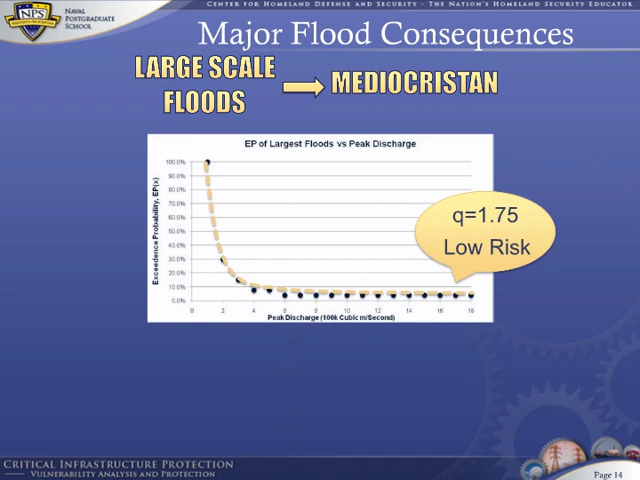 CENTER FOR HOMELAND DEFENSE AND SECURITY · THE NATION'S HOMELAND SECURITY EDUCATOR
NPS
NAVAL
POSTGRADUATE
SCHOOL
Major Flood Consequences
LARGE SCALE
FLOODS
MEDIOCRISTAN
EP of Largest Floods vs Peak Discharge
Exceedence Probability, EP(x)
100.0%
90.0%
80.0%
70.0%
60.0%
50.0%
40.0%
30.0%
20.0%
10.0%
0.0%
0 2 4 6 8 10 12 14 16 18
Peak Discharge (100k Cubic m/Second)
q=1.75
Low Risk
CRITICAL INFRASTRUCTURE PROTECTION
VULNERABILITY ANALYSIS AND PROTECTION
Page 14